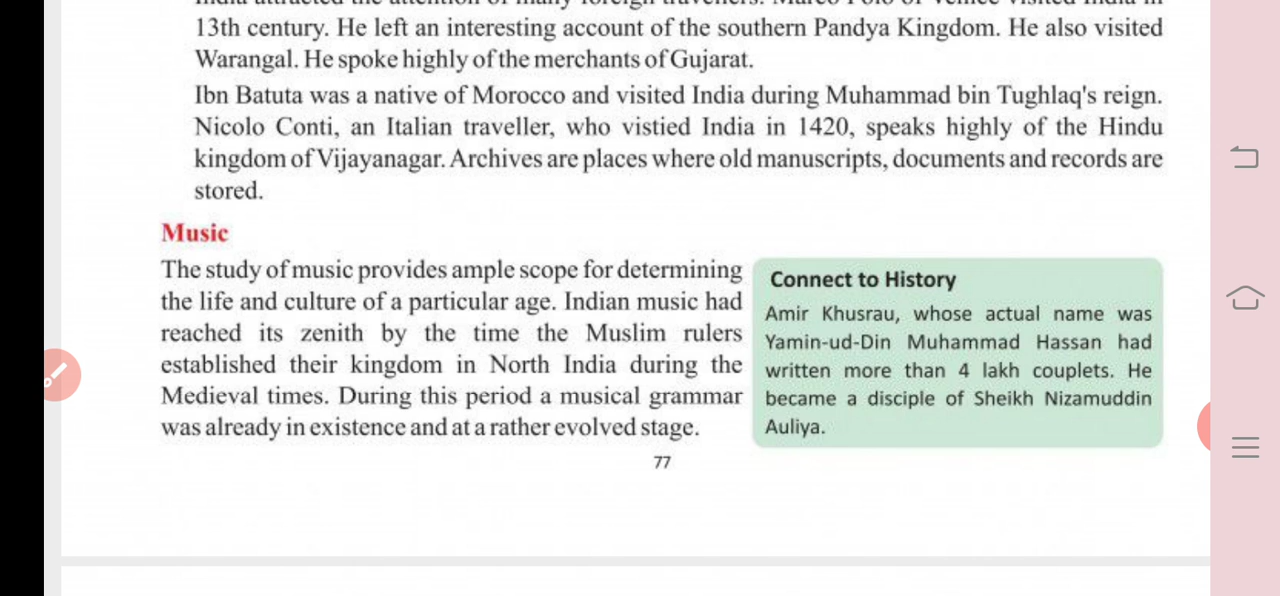 13th century. He left an interesting account of the southern Pandya Kingdom. He also visited
Warangal. He spoke highly of the merchants of Gujarat.
Ibn Batuta was a native of Morocco and visited India during Muhammad bin Tughlaq's reign.
Nicolo Conti, an Italian traveller, who vistied India in 1420, speaks highly of the Hindu
kingdom of Vijayanagar. Archives are places where old manuscripts, documents and records are
stored.
Music
The study of music provides ample scope for determining
the life and culture of a particular age. Indian music had
reached its zenith by the time the Muslim rulers
established their kingdom in North India during the
Medieval times. During this period a musical grammar
was already in existence and at a rather evolved stage.
Connect to History
Amir Khusrau, whose actual name was
Yamin-ud-Din Muhammad Hassan had
written more than 4 lakh couplets. He
became a disciple of Sheikh Nizamuddin
Auliya.
77